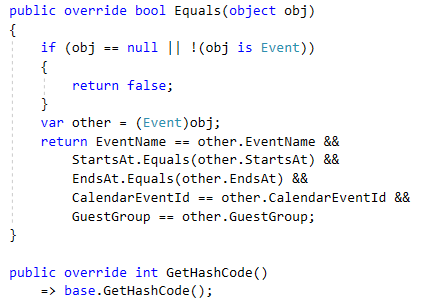 public override bool Equals(object obj)
{
    if (obj == null || !(obj is Event))
    {
        return false;
    }
    var other = (Event)obj;
    return EventName == other.EventName &&
        StartsAt.Equals(other.StartsAt) &&
        EndsAt.Equals(other.EndsAt) &&
        CalendarEventId == other.CalendarEventId &&
        GuestGroup == other.GuestGroup;
}

public override int GetHashCode()
    => base.GetHashCode();